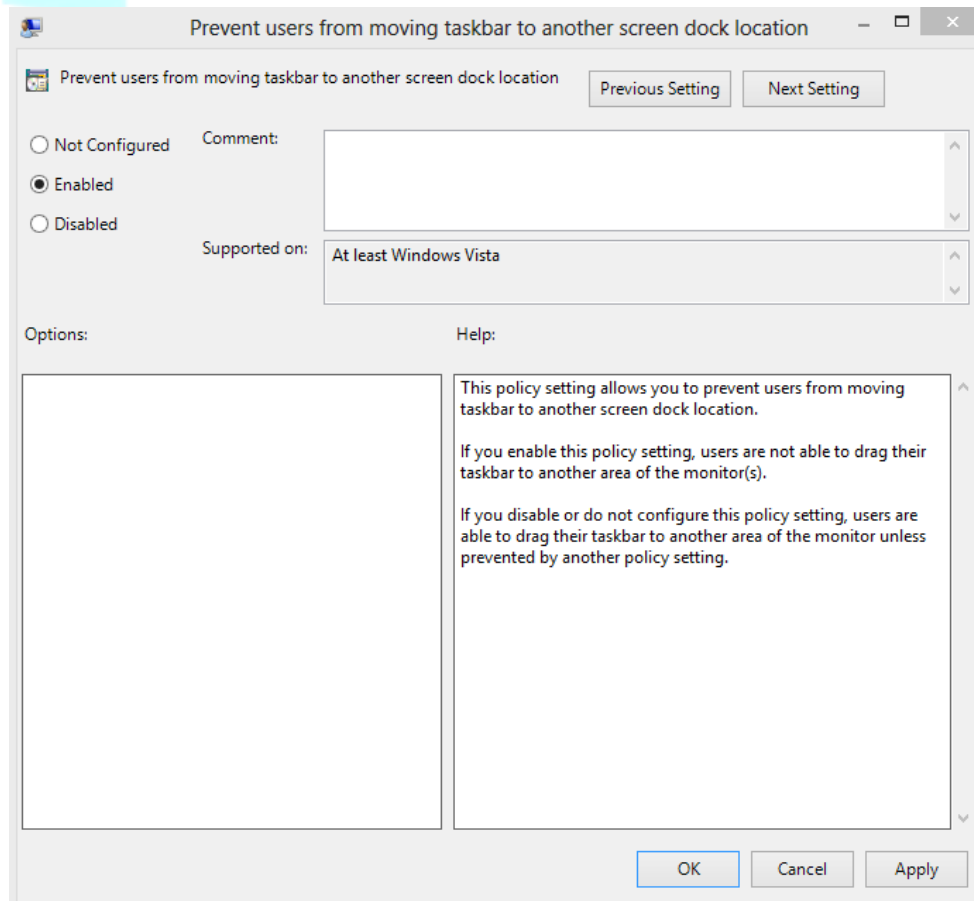 Prevent users from moving taskbar to another screen dock location
Prevent users from moving taskbar to another screen dock location
Previous Setting
Next Setting
Not Configured
Comment:
Enabled
Disabled
Supported on:
At least Windows Vista
Options:
Help:
This policy setting allows you to prevent users from moving
taskbar to another screen dock location.
If you enable this policy setting, users are not able to drag their
taskbar to another area of the monitor(s).
If you disable or do not configure this policy setting, users are
able to drag their taskbar to another area of the monitor unless
prevented by another policy setting.
OK
Cancel
Apply